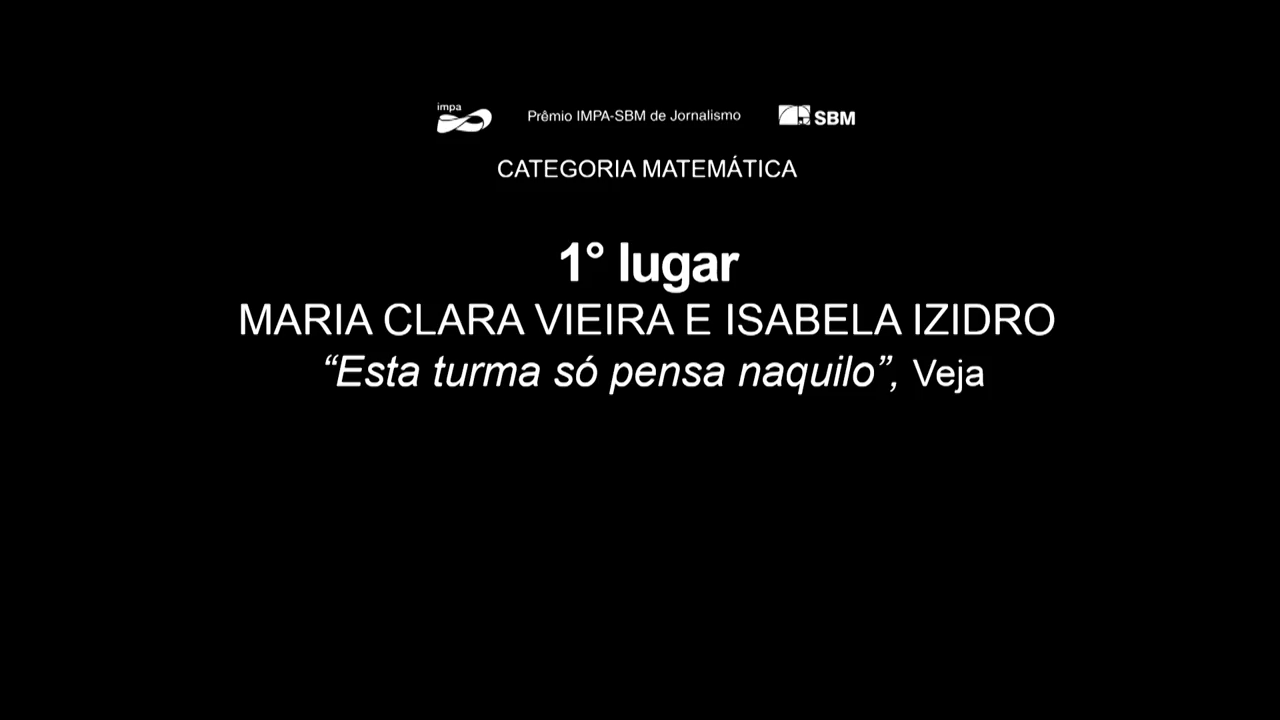 impa
Prêmio IMPA-SBM de Jornalismo
SBM
CATEGORIA MATEMÁTICA
1° lugar
MARIA CLARA VIEIRA E ISABELA IZIDRO
“Esta turma só pensa naquilo”, Veja